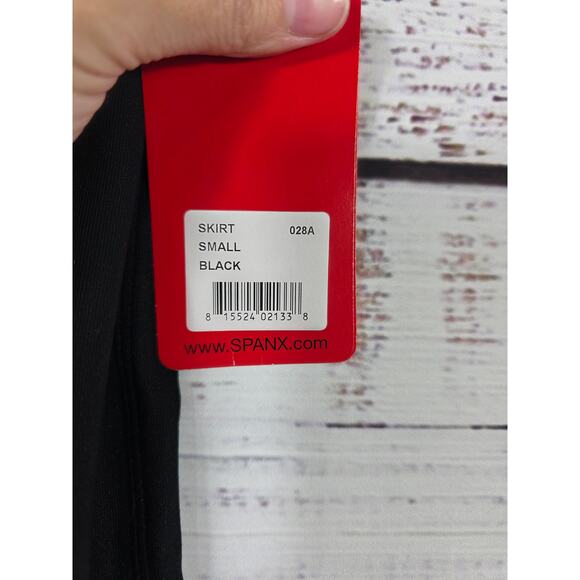 SKIRT 028A
SMALL
BLACK
8 15524 02133 8
www.SPANX.com